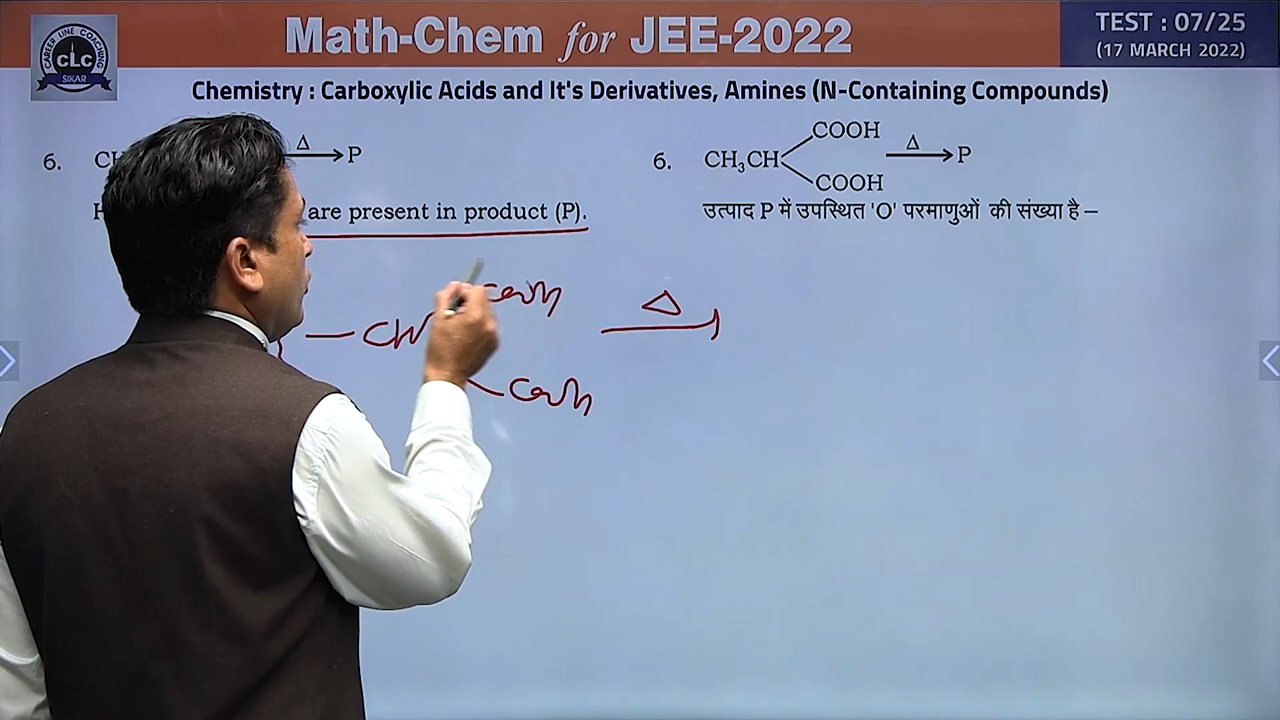 Math-Chem for JEE-2022
TEST : 07/25
(17 MARCH 2022)
CAREER LINE COACHING
CLC
SIKAR
Chemistry : Carboxylic Acids and It's Derivatives, Amines (N-Containing Compounds)
6. Δ P
are present in product (P).
6. CH₃CH COOH COOH Δ P
उत्पाद P में उपस्थित 'O' परमाणुओं की संख्या है –
Δ